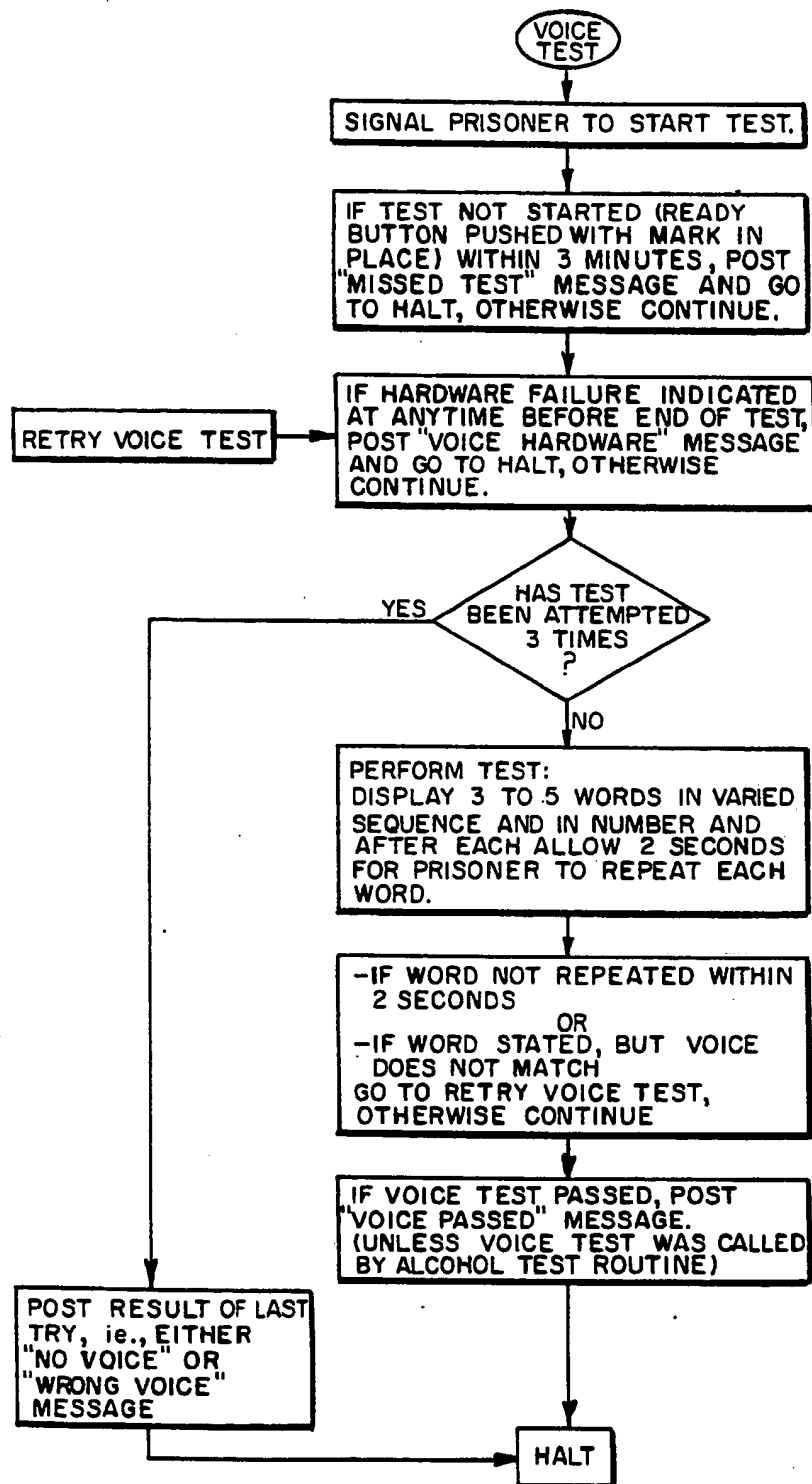 VOICE
TEST
SIGNAL PRISONER TO START TEST.
IF TEST NOT STARTED (READY
BUTTON PUSHED WITH MARK IN
PLACE) WITHIN 3 MINUTES, POST
"MISSED TEST" MESSAGE AND GO
TO HALT, OTHERWISE CONTINUE.
RETRY VOICE TEST
IF HARDWARE FAILURE INDICATED
AT ANYTIME BEFORE END OF TEST,
POST "VOICE HARDWARE" MESSAGE
AND GO TO HALT, OTHERWISE
CONTINUE.
HAS TEST
BEEN ATTEMPTED
3 TIMES
?
YES
NO
PERFORM TEST:
DISPLAY 3 TO 5 WORDS IN VARIED
SEQUENCE AND IN NUMBER AND
AFTER EACH ALLOW 2 SECONDS
FOR PRISONER TO REPEAT EACH
WORD.
-IF WORD NOT REPEATED WITHIN
2 SECONDS
OR
-IF WORD STATED, BUT VOICE
DOES NOT MATCH
GO TO RETRY VOICE TEST,
OTHERWISE CONTINUE
IF VOICE TEST PASSED, POST
"VOICE PASSED" MESSAGE.
(UNLESS VOICE TEST WAS CALLED
BY ALCOHOL TEST ROUTINE)
POST RESULT OF LAST
TRY, ie., EITHER
"NO VOICE" OR
"WRONG VOICE"
MESSAGE
HALT